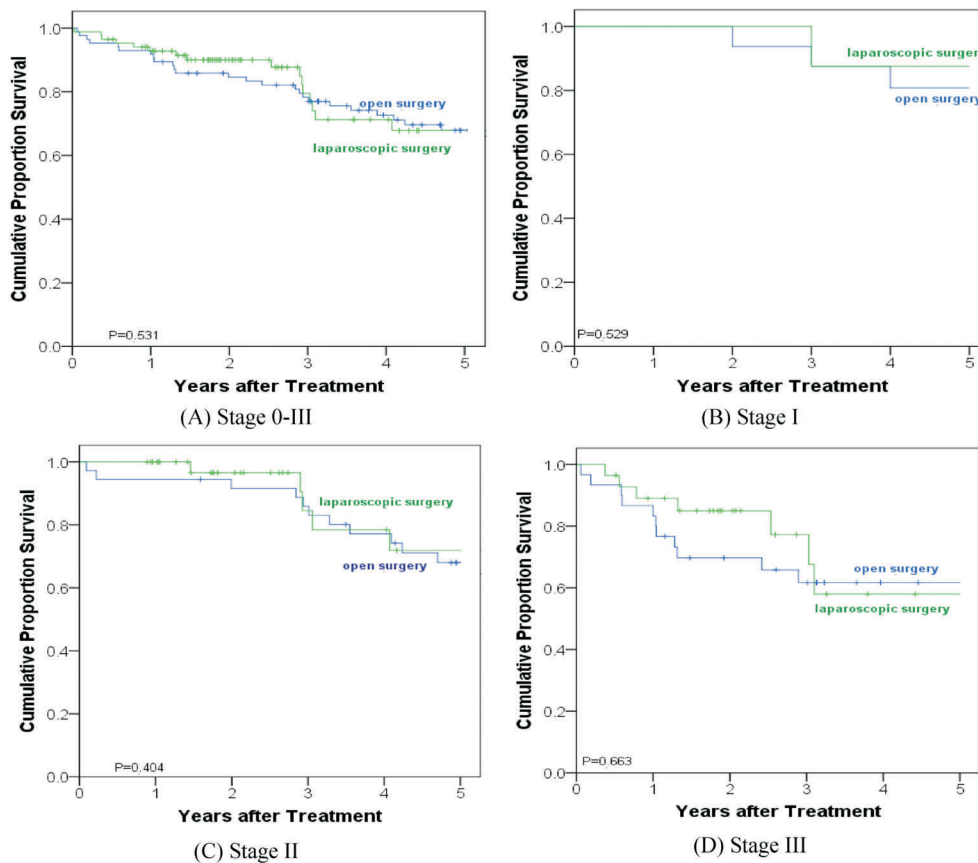 Cumulative Proportion Survival
1.0
0.8
0.6
0.4
0.2
0.0
open surgery
laparoscopic surgery
P=0.531
0 1 2 3 4 5
Years after Treatment
(A) Stage 0-III
Cumulative Proportion Survival
1.0
0.8
0.6
0.4
0.2
0.0
laparoscopic surgery
open surgery
P=0.529
0 1 2 3 4 5
Years after Treatment
(B) Stage I
Cumulative Proportion Survival
1.0
0.8
0.6
0.4
0.2
0.0
laparoscopic surgery
open surgery
P=0.404
0 1 2 3 4 5
Years after Treatment
(C) Stage II
Cumulative Proportion Survival
1.0
0.8
0.6
0.4
0.2
0.0
open surgery
laparoscopic surgery
P=0.663
0 1 2 3 4 5
Years after Treatment
(D) Stage III